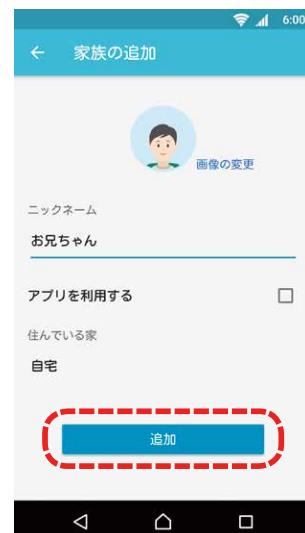 6:00
家族の追加
画像の変更
ニックネーム
お兄ちゃん
アプリを利用する
住んでいる家
自宅
追加